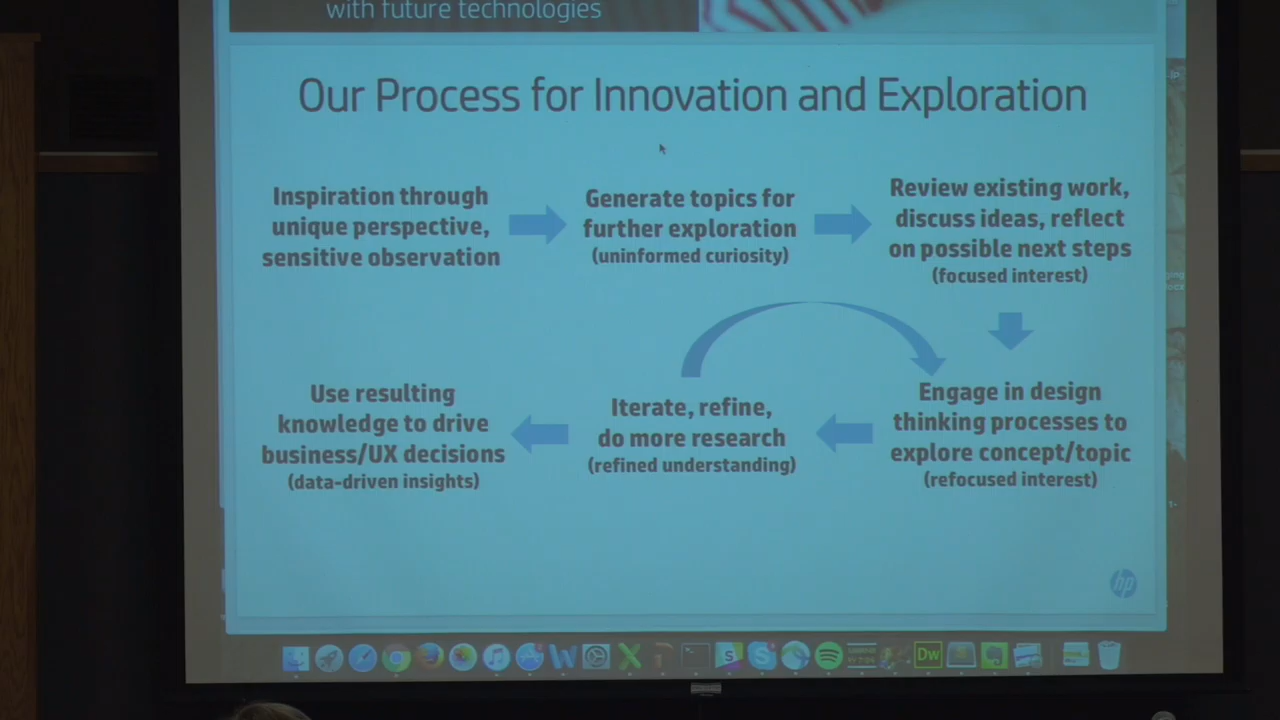 with future technologies
Our Process for Innovation and Exploration
Inspiration through
unique perspective,
sensitive observation
Generate topics for
further exploration
(uninformed curiosity)
Review existing work,
discuss ideas, reflect
on possible next steps
(focused interest)
Engage in design
thinking processes to
explore concept/topic
(refocused interest)
Iterate, refine,
do more research
(refined understanding)
Use resulting
knowledge to drive
business/UX decisions
(data-driven insights)
hp
Dw